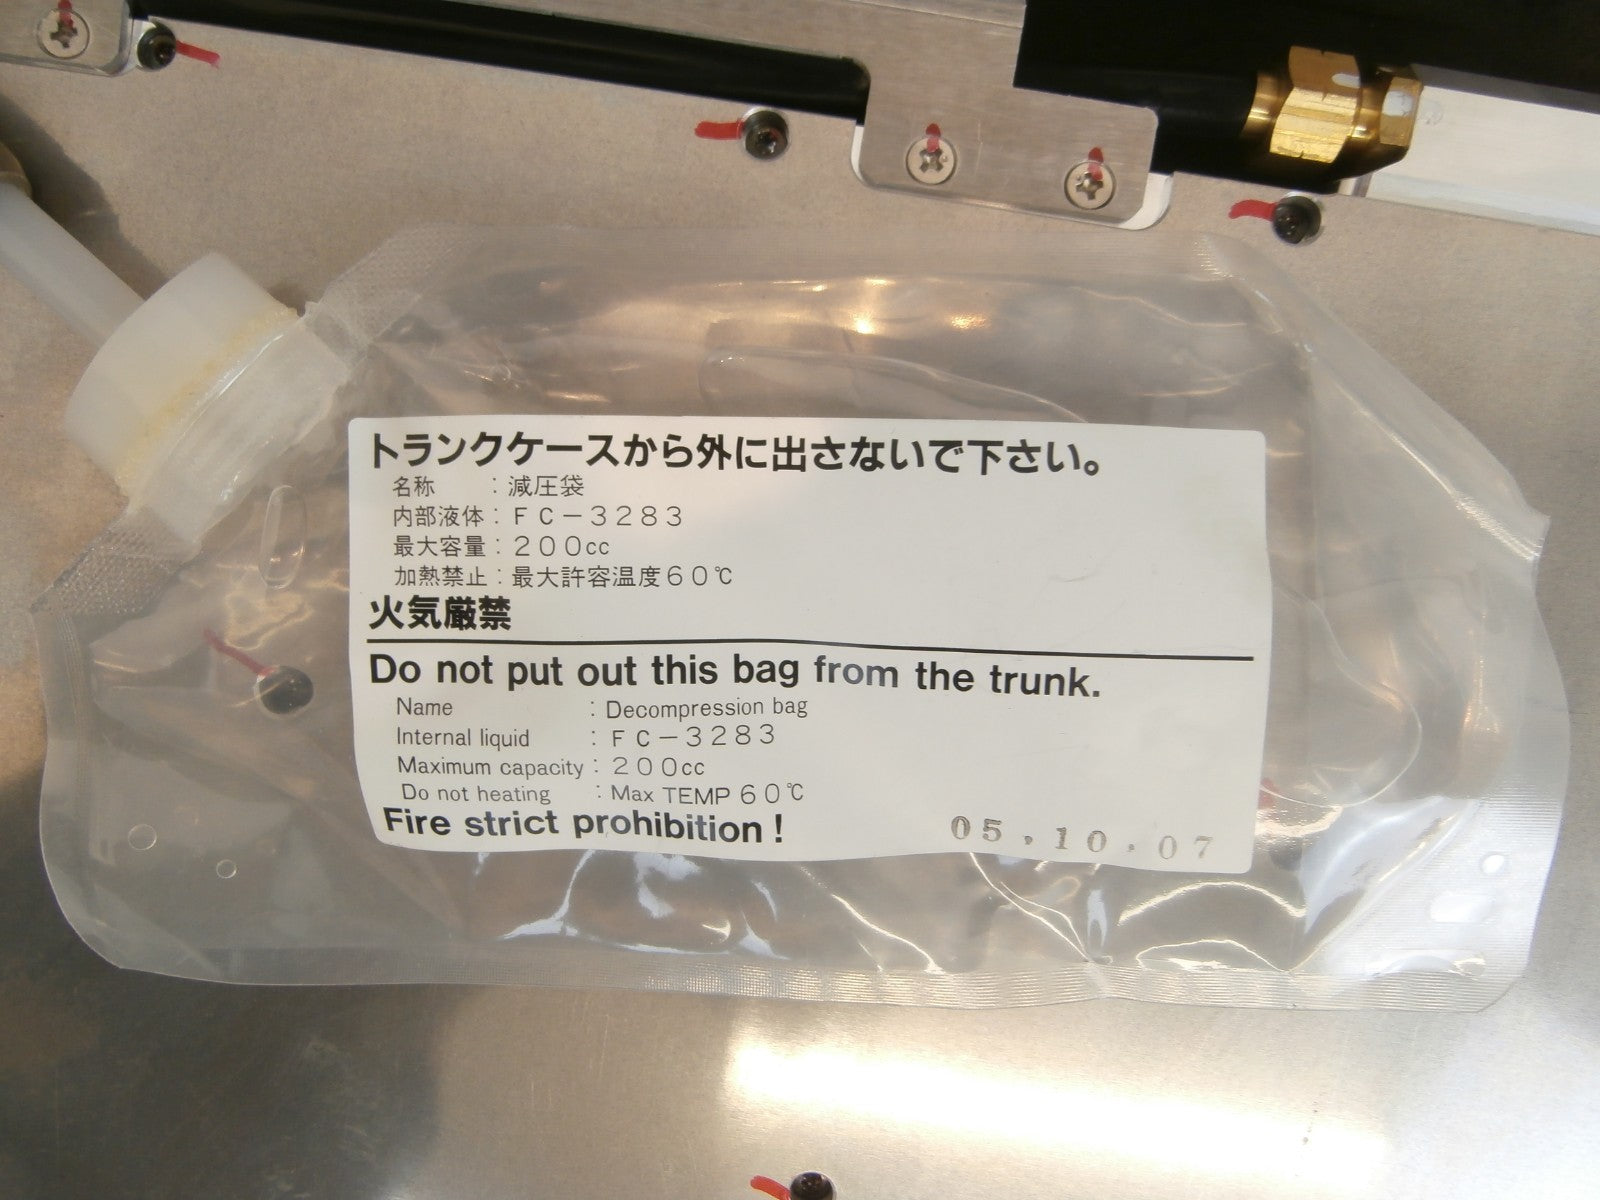 トランクケースから外に出さないで下さい。
名称 : 減圧袋
内部液体 : FC-3283
最大容量 : 200cc
加熱禁止 : 最大許容温度60℃
火気厳禁
Do not put out this bag from the trunk.
Name : Decompression bag
Internal liquid : FC-3283
Maximum capacity : 200cc
Do not heating : Max TEMP 60℃
Fire strict prohibition!
05.10.07